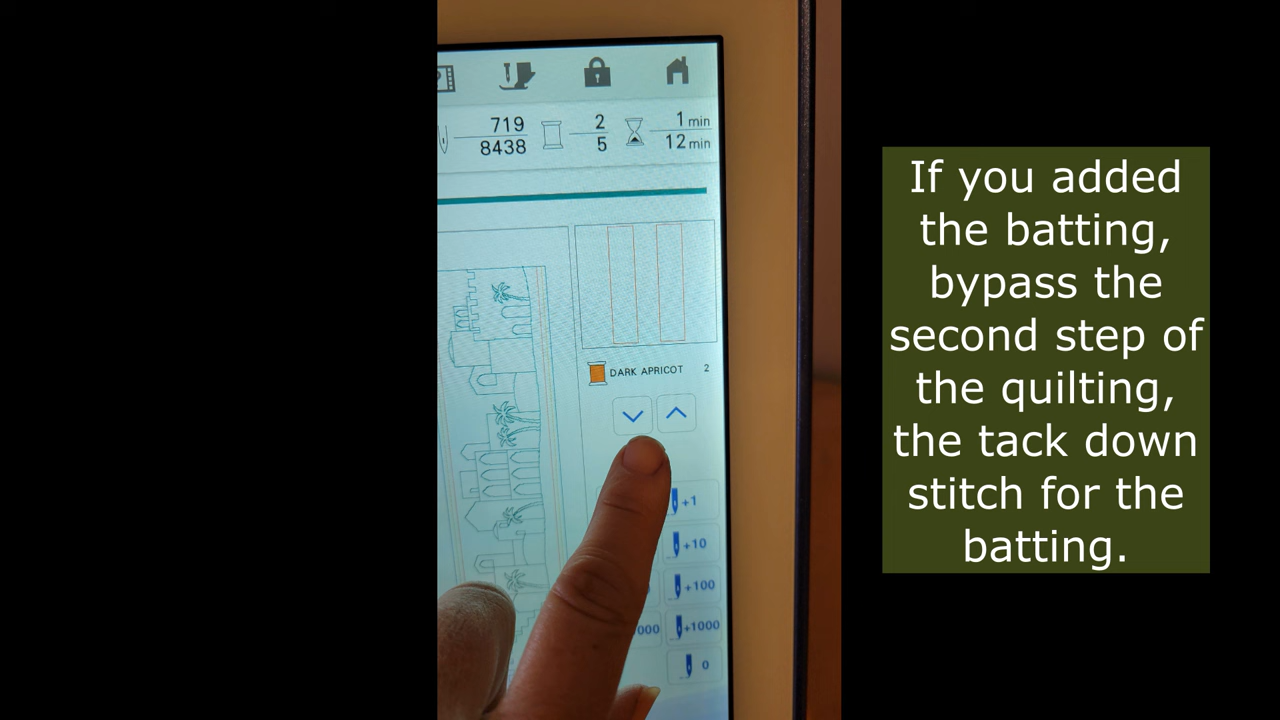 719
8438
2
5
1 min
12 min
DARK APRICOT 2
+1
+10
+100
000 +1000
0
If you added
the batting,
bypass the
second step of
the quilting,
the tack down
stitch for the
batting.